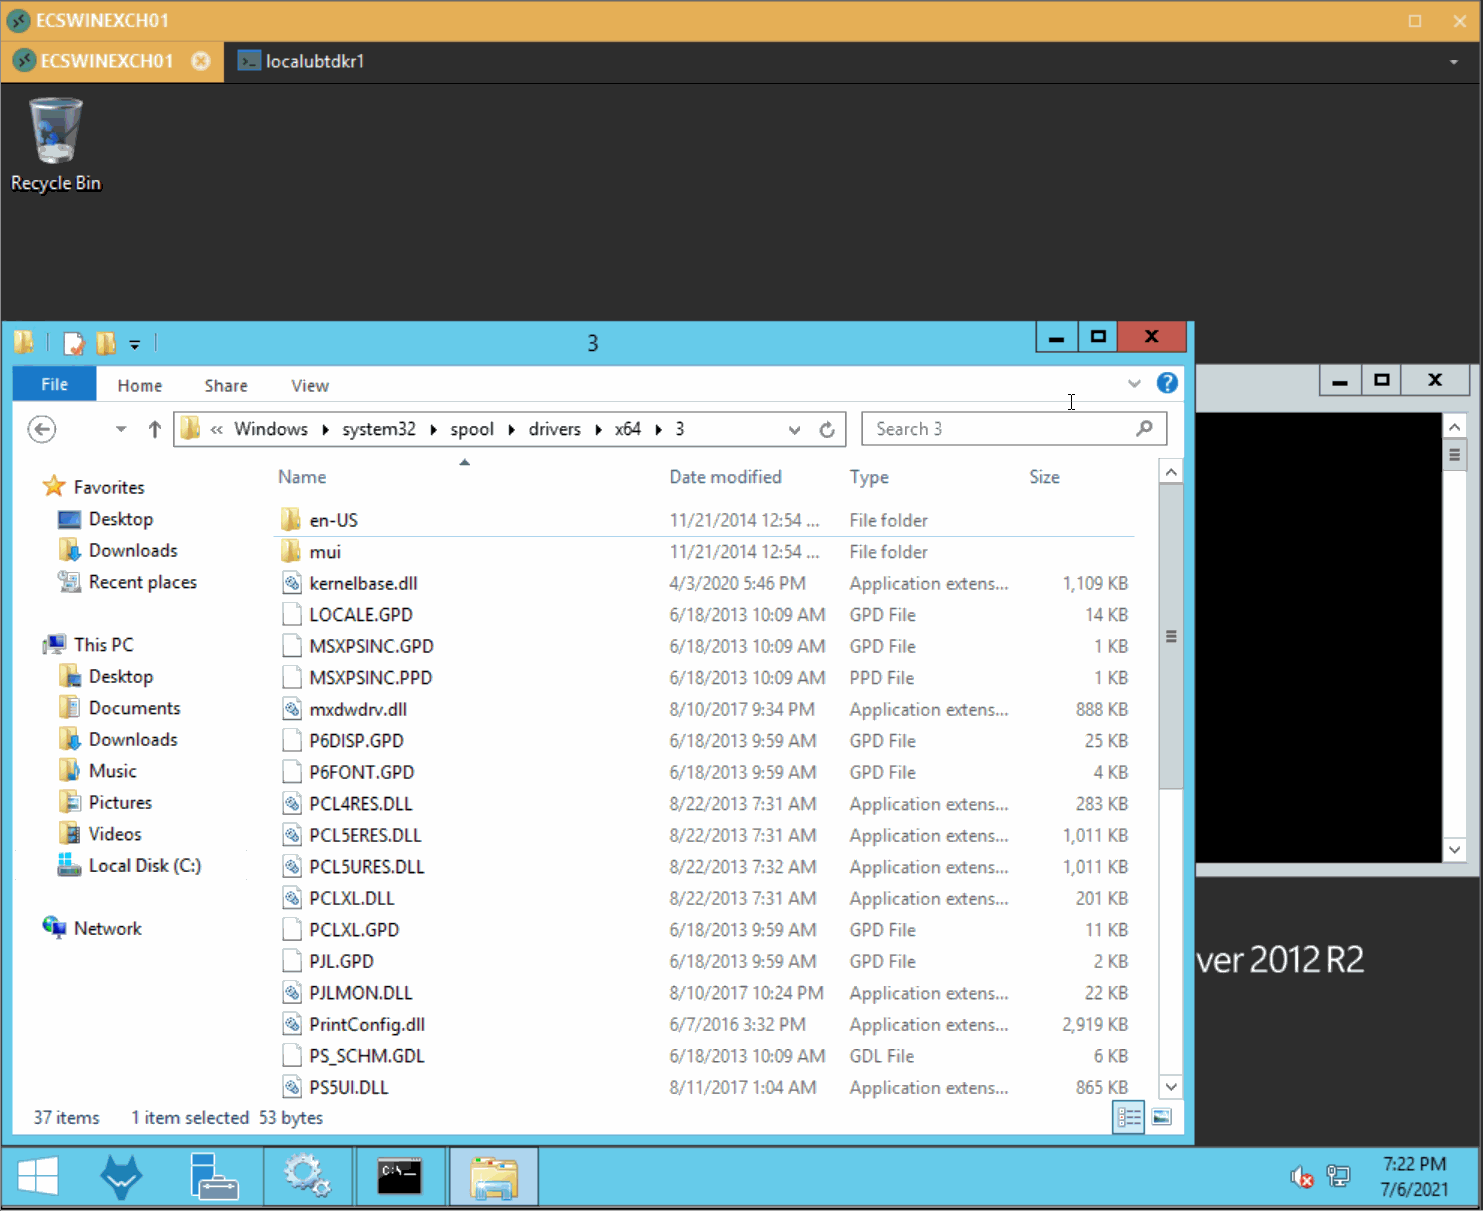 ECSWINEXCH01
ECSWINEXCH01 localubtdkr1
Recycle Bin
3
File Home Share View
« Windows system32 spool drivers x64 3 Search 3
Name Date modified Type Size
Favorites
Desktop
Downloads
Recent places
This PC
Desktop
Documents
Downloads
Music
Pictures
Videos
Local Disk (C:)
Network
en-US 11/21/2014 12:54 ... File folder
mui 11/21/2014 12:54 ... File folder
kernelbase.dll 4/3/2020 5:46 PM Application extens... 1,109 KB
LOCALE.GPD 6/18/2013 10:09 AM GPD File 14 KB
MSXPSINC.GPD 6/18/2013 10:09 AM GPD File 1 KB
MSXPSINC.PPD 6/18/2013 10:09 AM PPD File 1 KB
mxdwdrv.dll 8/10/2017 9:34 PM Application extens... 888 KB
P6DISP.GPD 6/18/2013 9:59 AM GPD File 25 KB
P6FONT.GPD 6/18/2013 9:59 AM GPD File 4 KB
PCL4RES.DLL 8/22/2013 7:31 AM Application extens... 283 KB
PCL5ERES.DLL 8/22/2013 7:31 AM Application extens... 1,011 KB
PCL5URES.DLL 8/22/2013 7:32 AM Application extens... 1,011 KB
PCLXL.DLL 8/22/2013 7:31 AM Application extens... 201 KB
PCLXL.GPD 6/18/2013 9:59 AM GPD File 11 KB
PJL.GPD 6/18/2013 9:59 AM GPD File 2 KB
PJLMON.DLL 8/10/2017 10:24 PM Application extens... 22 KB
PrintConfig.dll 6/7/2016 3:32 PM Application extens... 2,919 KB
PS_SCHM.GDL 6/18/2013 10:09 AM GDL File 6 KB
PS5UI.DLL 8/11/2017 1:04 AM Application extens... 865 KB
37 items 1 item selected 53 bytes
ver 2012 R2
C:\
7:22 PM
7/6/2021